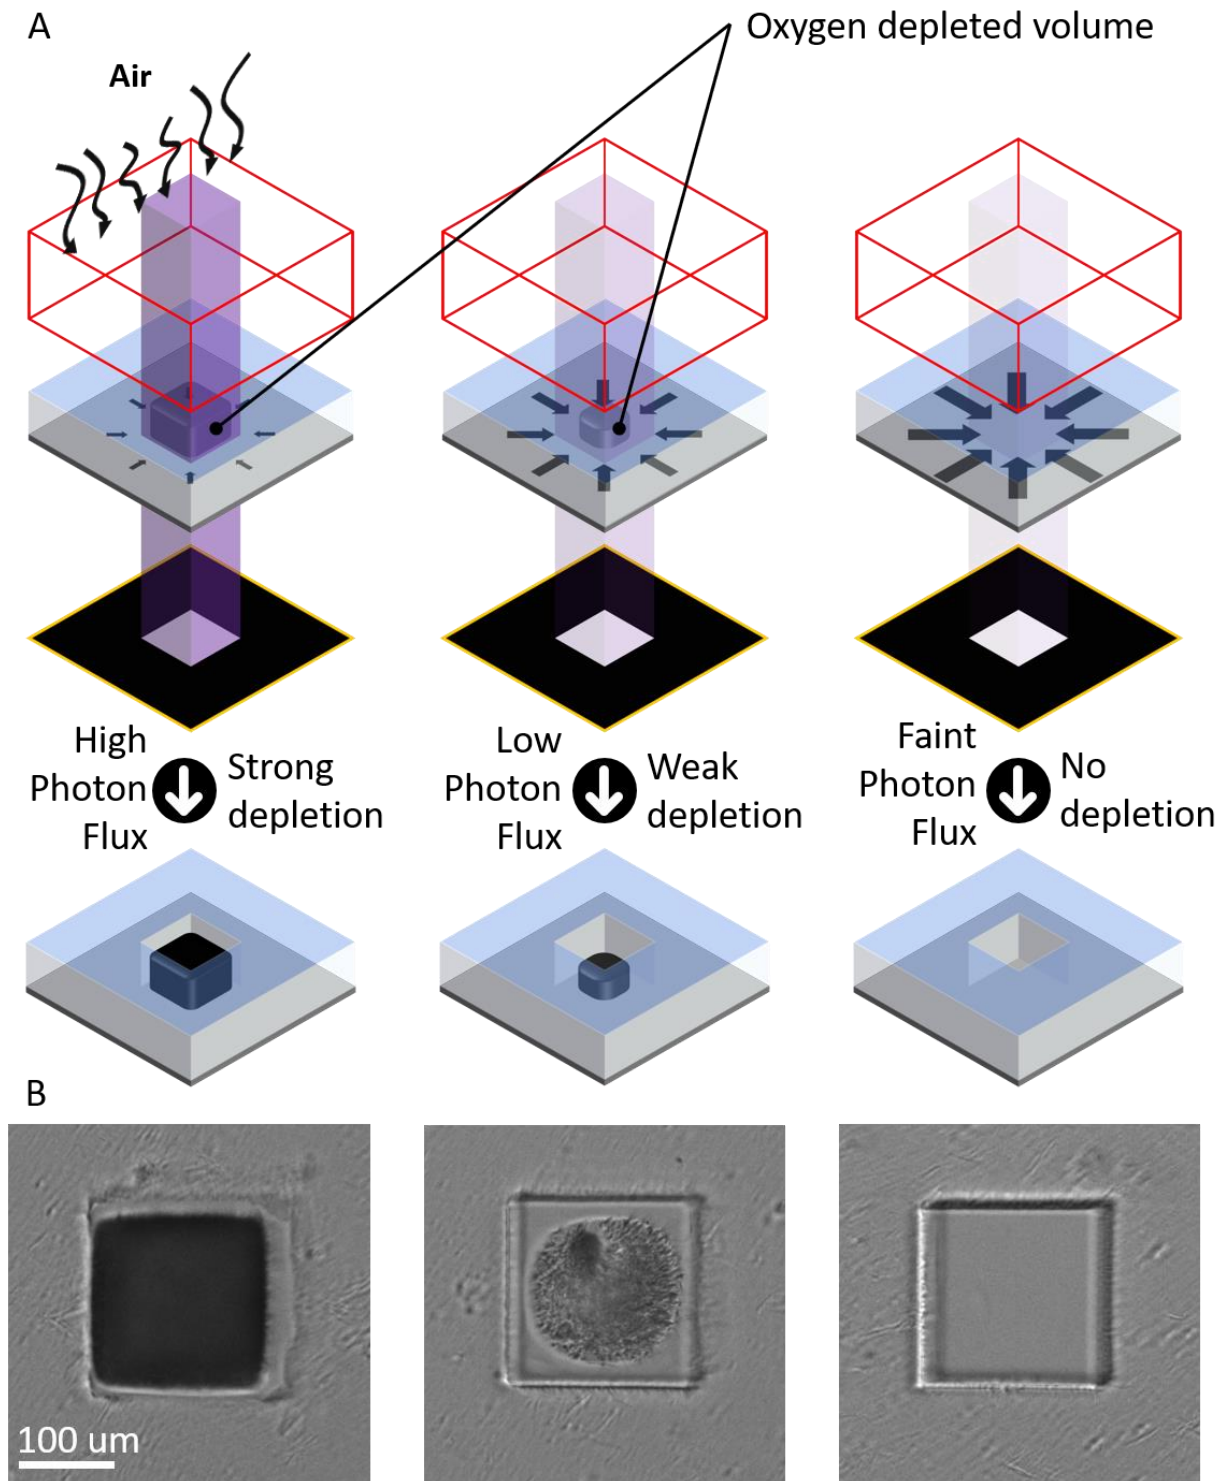 A
Oxygen depleted volume
Air
High
Photon
Flux
Strong
depletion
Low
Photon
Flux
Weak
depletion
Faint
Photon
Flux
No
depletion
B
100 um